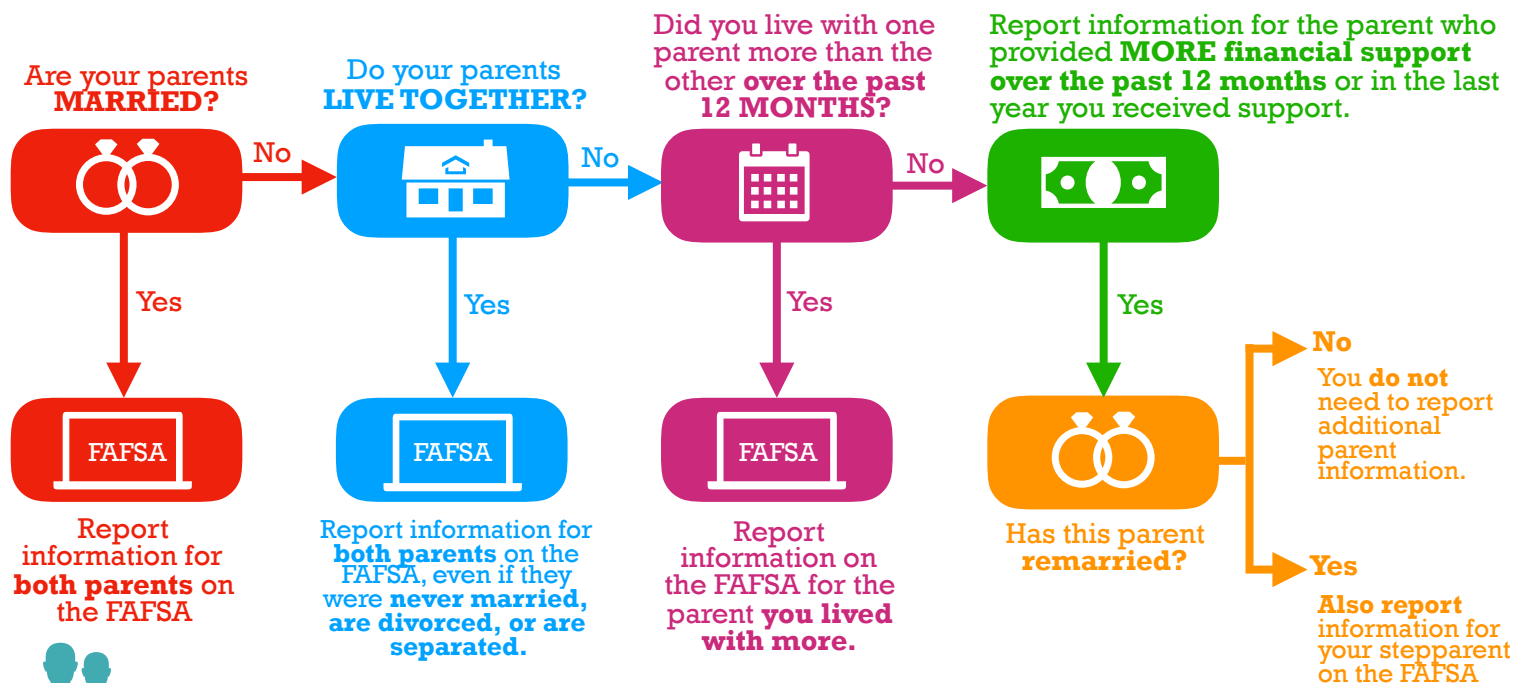 Are your parents
MARRIED?
No
Yes
FAFSA
Report
information for
both parents on
the FAFSA
Do your parents
LIVE TOGETHER?
No
Yes
FAFSA
Report information for
both parents on the
FAFSA, even if they
were never married,
are divorced, or are
separated.
Did you live with one
parent more than the
other over the past
12 MONTHS?
No
Yes
FAFSA
Report
information on
the FAFSA for the
parent you lived
with more.
Report information for the parent who
provided MORE financial support
over the past 12 months or in the last
year you received support.
Yes
Has this parent
remarried?
No
You do not
need to report
additional
parent
information.
Yes
Also report
information for
your stepparent
on the FAFSA